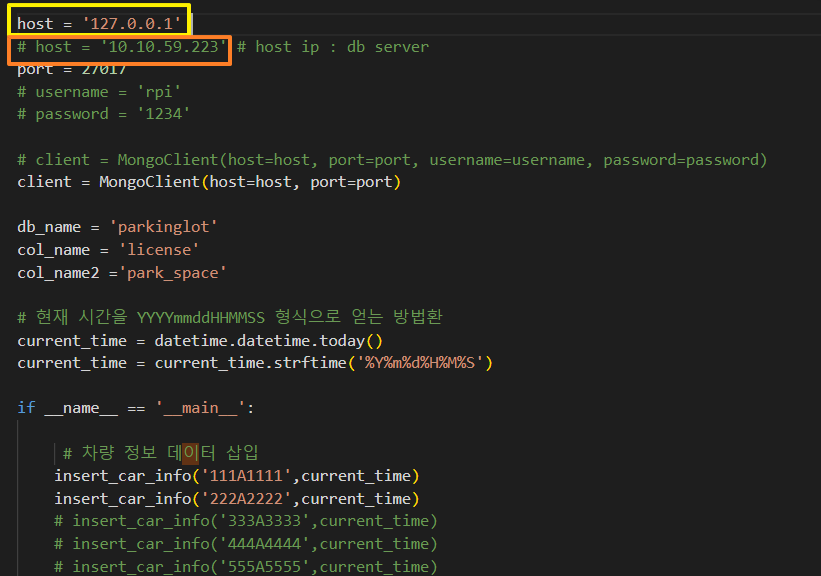 host = '127.0.0.1'
# host = '10.10.59.223' # host ip : db server
port = 27017
# username = 'rpi'
# password = '1234'
# client = MongoClient(host=host, port=port, username=username, password=password)
client = MongoClient(host=host, port=port)
db_name = 'parkinglot'
col_name = 'license'
col_name2 ='park_space'
# 현재 시간을 YYYYmmddHHMMSS 형식으로 얻는 방법환
current_time = datetime.datetime.today()
current_time = current_time.strftime('%Y%m%d%H%M%S')
if __name__ == '__main__':
# 차량 정보 데이터 삽입
insert_car_info('111A1111',current_time)
insert_car_info('222A2222',current_time)
# insert_car_info('333A3333',current_time)
# insert_car_info('444A4444',current_time)
# insert_car_info('555A5555',current_time)